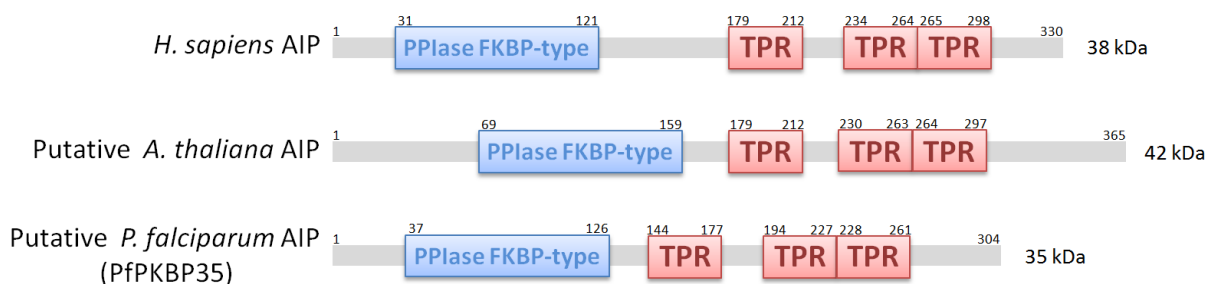 31 121 179 212 234 264 265 298
H. sapiens AIP 1 PPIase FKBP-type TPR TPR TPR 330 38 kDa
69 159 179 212 230 263 264 297
Putative A. thaliana AIP 1 PPIase FKBP-type TPR TPR TPR 365 42 kDa
37 126 144 177 194 227 228 261
Putative P. falciparum AIP 1 PPIase FKBP-type TPR TPR TPR 304 35 kDa
(PfPKBP35)